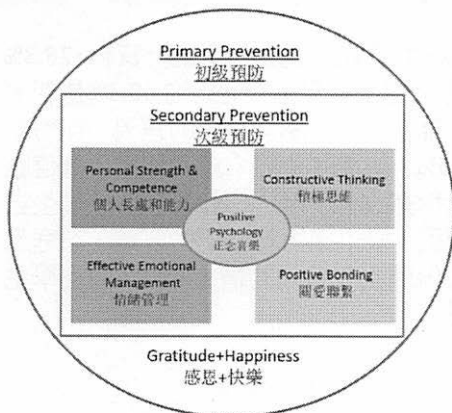 Primary Prevention
初級預防
Secondary Prevention
次級預防
Personal Strength &
Competence
個人長處和能力
Constructive Thinking
積極思維
Positive
Psychology
正念音樂
Effective Emotional
Management
情緒管理
Positive Bonding
關愛聯繫
Gratitude+Happiness
感恩+快樂